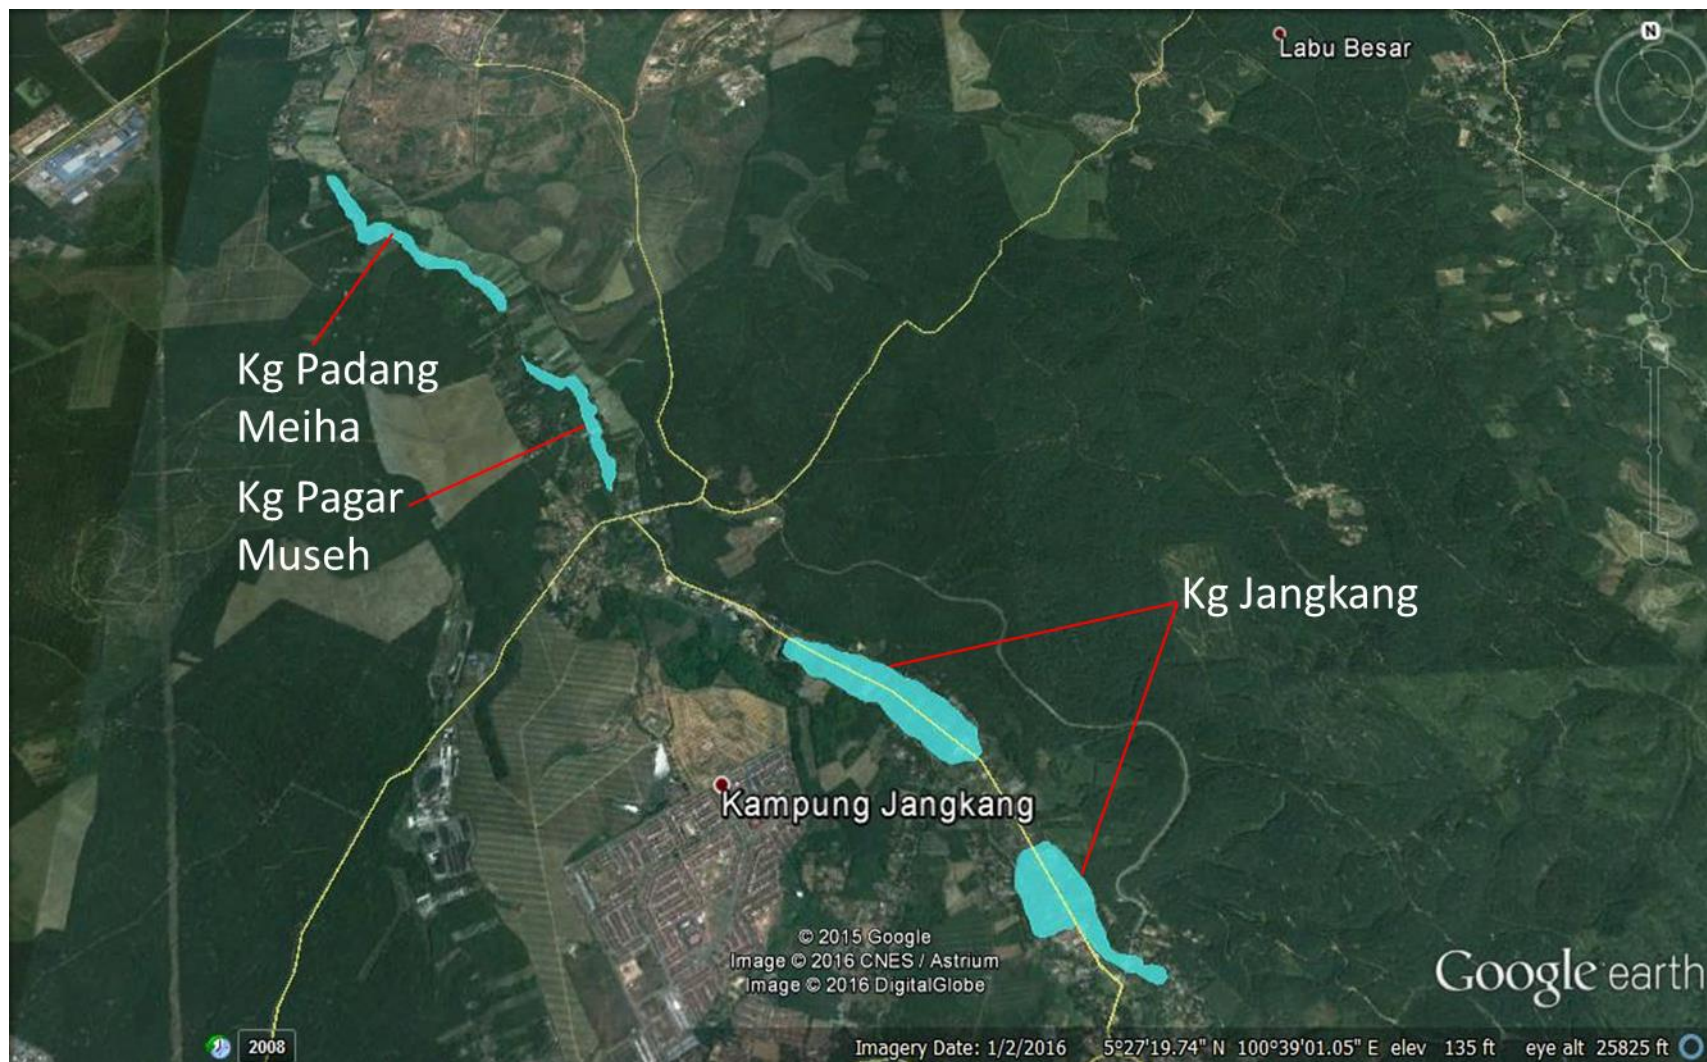 Labu Besar
N
Kg Padang
Meiha
Kg Pagar
Museh
Kg Jangkang
Kampung Jangkang
© 2015 Google
Image © 2016 CNES / Astrium
Image © 2016 DigitalGlobe
Google earth
2008
Imagery Date: 1/2/2016 5°27'19.74" N 100°39'01.05" E elev 135 ft eye alt 25825 ft